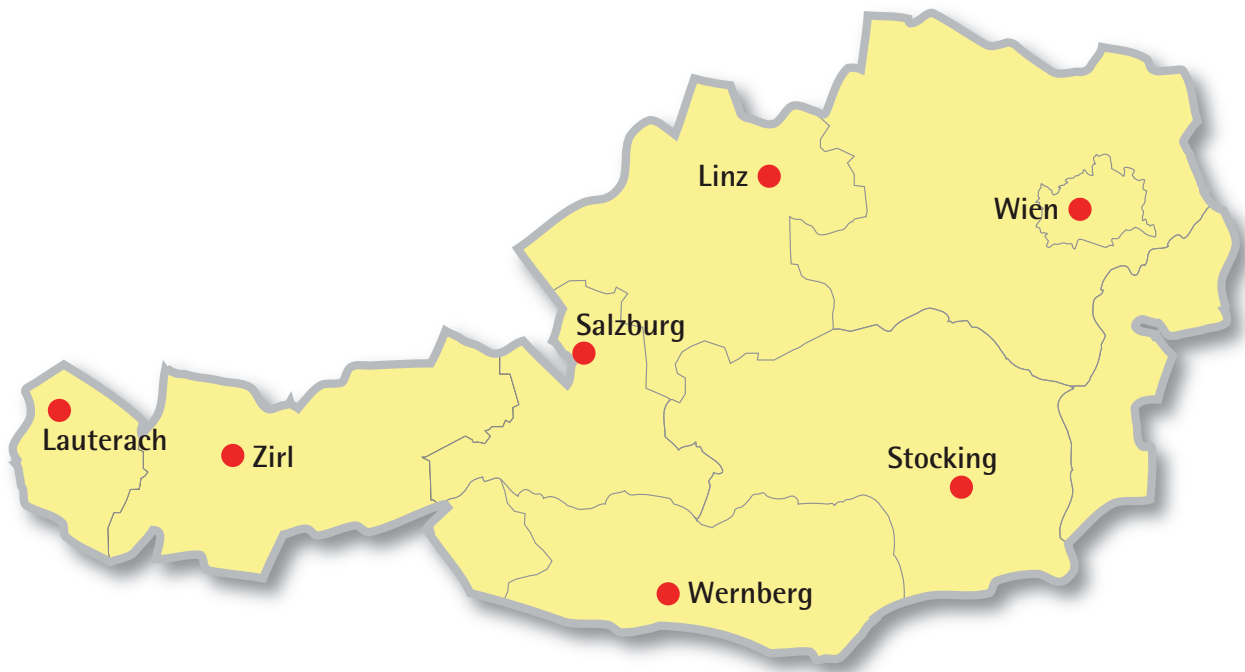 Linz
Wien
Salzburg
Lauterach
Zirl
Stocking
Wernberg